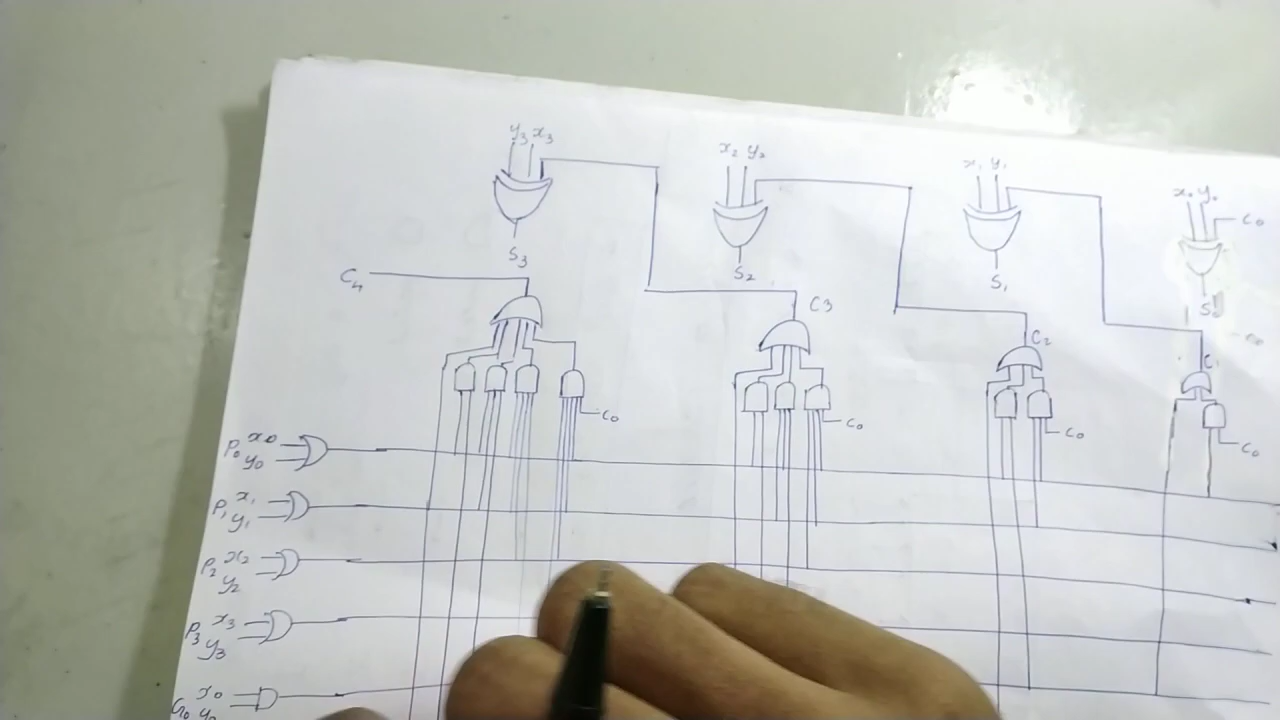 y₃ x₃
x₂ y₂
x₁ y₁
x₀ y₀
C₀
S₃
S₂
S₁
C₄
C₃
C₂
C₁
C₀
C₀
C₀
C₀
P₀ x₀
y₀
P₁ x₁
y₁
P₂ x₂
y₂
P₃ x₃
y₃
G₀ x₀
y₀